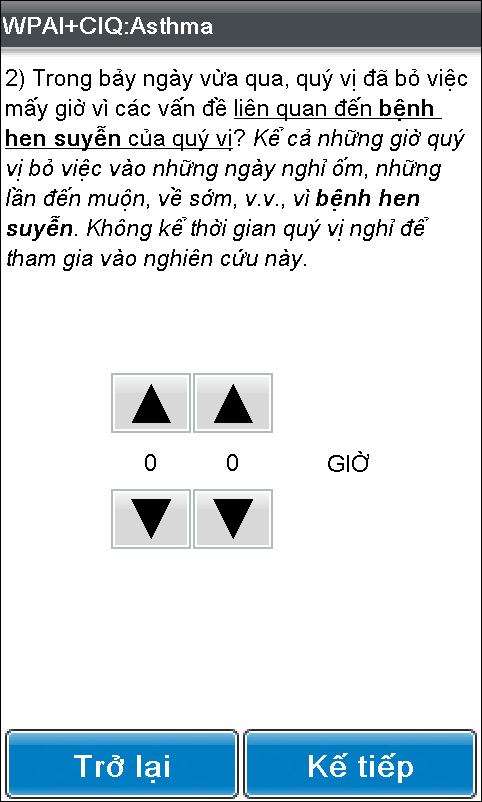 WPAI+CIQ:Asthma
2) Trong bảy ngày vừa qua, quý vị đã bỏ việc
mấy giờ vì các vấn đề liên quan đến bệnh
hen suyễn của quý vị? Kể cả những giờ quý
vị bỏ việc vào những ngày nghỉ ốm, những
lần đến muộn, về sớm, v.v., vì bệnh hen
suyễn. Không kể thời gian quý vị nghỉ để
tham gia vào nghiên cứu này.
0 0 GIỜ
Trở lại Kế tiếp